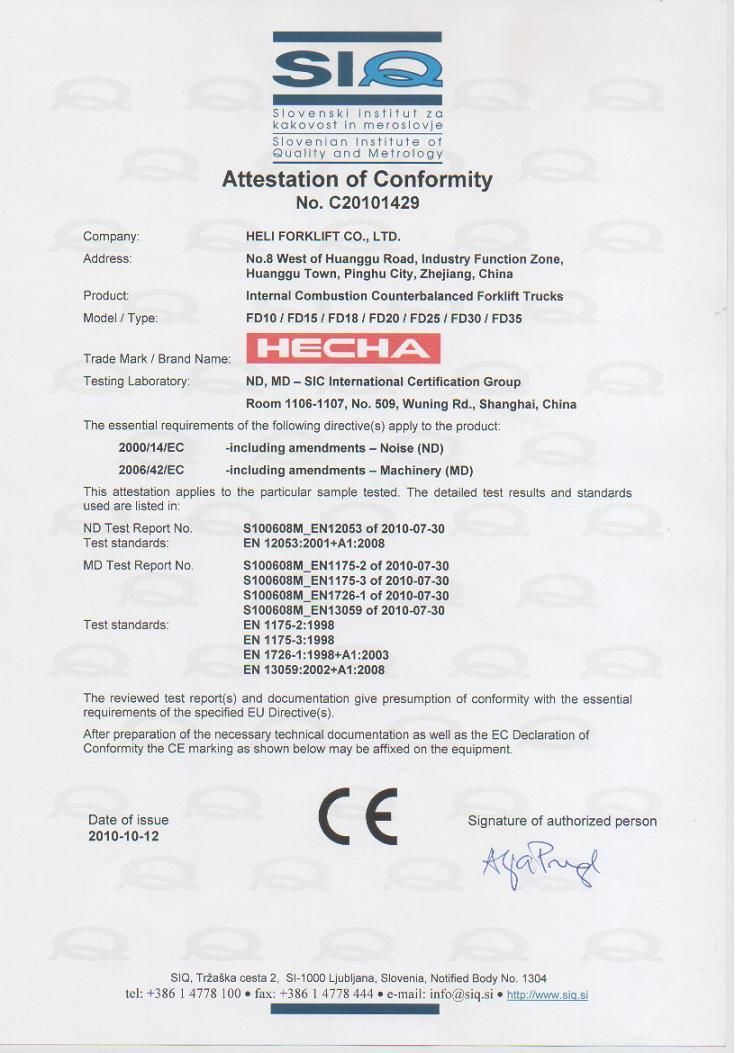 SIQ
Slovenski inštitut za
kakovost in meroslovje
Slovenian Institute of
Quality and Metrology
Attestation of Conformity
No. C20101429
Company: HELI FORKLIFT CO., LTD.
Address: No.8 West of Huanggu Road, Industry Function Zone,
Huanggu Town, Pinghu City, Zhejiang, China
Product: Internal Combustion Counterbalanced Forklift Trucks
Model / Type: FD10 / FD15 / FD18 / FD20 / FD25 / FD30 / FD35
Trade Mark / Brand Name: HECHA
Testing Laboratory: ND, MD – SIC International Certification Group
Room 1106-1107, No. 509, Wuning Rd., Shanghai, China
The essential requirements of the following directive(s) apply to the product:
2000/14/EC -including amendments – Noise (ND)
2006/42/EC -including amendments – Machinery (MD)
This attestation applies to the particular sample tested. The detailed test results and standards
used are listed in:
ND Test Report No. S100608M_EN12053 of 2010-07-30
Test standards: EN 12053:2001+A1:2008
MD Test Report No. S100608M_EN1175-2 of 2010-07-30
S100608M_EN1175-3 of 2010-07-30
S100608M_EN1726-1 of 2010-07-30
S100608M_EN13059 of 2010-07-30
Test standards: EN 1175-2:1998
EN 1175-3:1998
EN 1726-1:1998+A1:2003
EN 13059:2002+A1:2008
The reviewed test report(s) and documentation give presumption of conformity with the essential
requirements of the specified EU Directive(s).
After preparation of the necessary technical documentation as well as the EC Declaration of
Conformity the CE marking as shown below may be affixed on the equipment.
Date of issue
2010-10-12
CE
Signature of authorized person
SIQ, Tržaška cesta 2, SI-1000 Ljubljana, Slovenia, Notified Body No. 1304
tel: +386 1 4778 100 ● fax: +386 1 4778 444 ● e-mail: info@siq.si ● http://www.siq.si